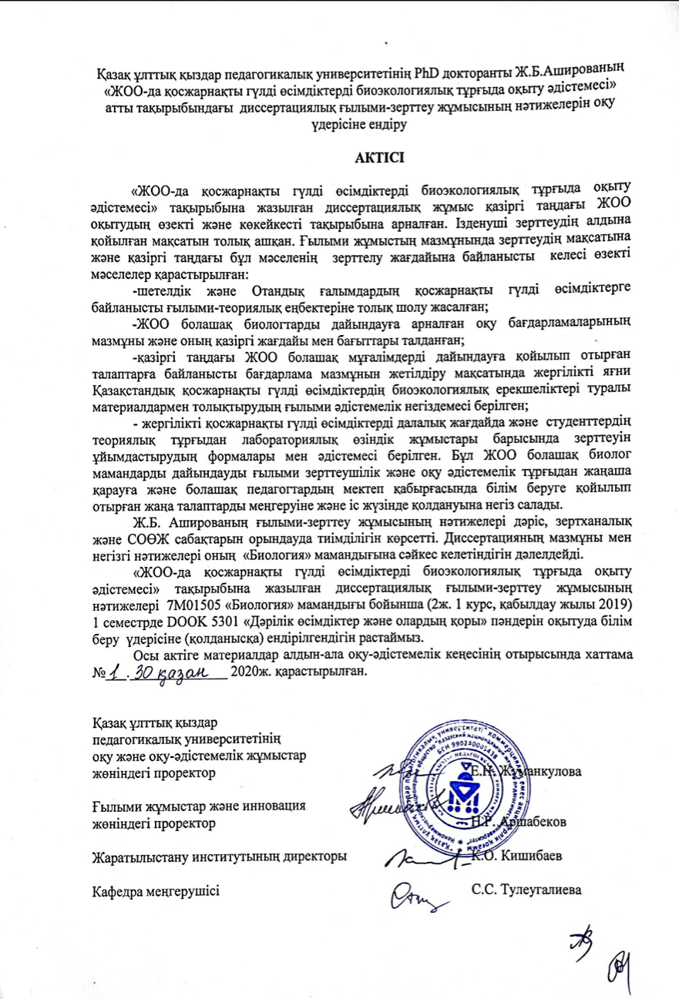 Қазақ ұлттық қыздар педагогикалық университетінің PhD докторанты Ж.Б.Ашированың
«ЖОО-да қосжарнақты гүлді өсімдіктерді биоэкологиялық тұрғыда оқыту әдістемесі»
атты тақырыбындағы диссертациялық ғылыми-зерттеу жұмысының нәтижелерін оқу
үдерісіне ендіру
АКТІСІ
«ЖОО-да қосжарнақты гүлді өсімдіктерді биоэкологиялық тұрғыда оқыту
әдістемесі» тақырыбына жазылған диссертациялық жұмыс қазіргі таңдағы ЖОО
оқытудың өзекті және көкейкесті тақырыбына арналған. Ізденуші зерттеудің алдына
қойылған мақсатын толық ашқан. Ғылыми жұмыстың мазмұнында зерттеудің мақсатына
және қазіргі таңдағы бұл мәселенің зерттелу жағдайына байланысты келесі өзекті
мәселелер қарастырылған:
-шетелдік және Отандық ғалымдардың қосжарнақты гүлді өсімдіктерге
байланысты ғылыми-теориялық еңбектеріне толық шолу жасалған;
-ЖОО болашақ биологтарды дайындауға арналған оқу бағдарламаларының
мазмұны және оның қазіргі жағдайы мен бағыттары талданған;
-қазіргі таңдағы ЖОО болашақ мұғалімдерді дайындауға қойылып отырған
талаптарға байланысты бағдарлама мазмұнын жетілдіру мақсатында жергілікті яғни
Қазақстандық қосжарнақты гүлді өсімдіктердің биоэкологиялық ерекшеліктері туралы
материалдармен толықтырудың ғылыми әдістемелік негіздемесі берілген;
- жергілікті қосжарнақты гүлді өсімдіктерді далалық жағдайда және студенттердің
теориялық тұрғыдан лабораториялық өзіндік жұмыстары барысында зерттеуін
ұйымдастырудың формалары мен әдістемесі берілген. Бұл ЖОО болашақ биолог
мамандарды дайындауды ғылыми зерттеушілік және оқу әдістемелік тұрғыдан жаңаша
қарауға және болашақ педагогтардың мектеп қабырғасында білім беруге қойылып
отырған жаңа талаптарды меңгеруіне және іс жүзінде қолдануына негіз салады.
Ж.Б. Ашированың ғылыми-зерттеу жұмысының нәтижелері дәріс, зертханалық
және СОӨЖ сабақтарын орындауда тиімділігін көрсетті. Диссертацияның мазмұны мен
негізгі нәтижелері оның «Биология» мамандығына сәйкес келетіндігін дәлелдейді.
«ЖОО-да қосжарнақты гүлді өсімдіктерді биоэкологиялық тұрғыда оқыту
әдістемесі» тақырыбына жазылған диссертациялық ғылыми-зерттеу жұмысының
нәтижелері 7М01505 «Биология» мамандығы бойынша (2ж. 1 курс, қабылдау жылы 2019)
1 семестрде DOOK 5301 «Дәрілік өсімдіктер және олардың қоры» пәндерін оқытуда білім
беру үдерісіне (қолданысқа) ендірілгендігін растаймыз.
Осы актіге материалдар алдын-ала оқу-әдістемелік кеңесінің отырысында хаттама
№ 1 . 30 қазан 2020ж. қарастырылған.
Қазақ ұлттық қыздар
педагогикалық университетінің
оқу және оқу-әдістемелік жұмыстар
жөніндегі проректор Е.Н. Жуманкулова
Ғылыми жұмыстар және инновация
жөніндегі проректор Н.Р. Аршабеков
Жаратылыстану институтының директоры К.О. Кишибаев
Кафедра меңгерушісі С.С. Тулеугалиева